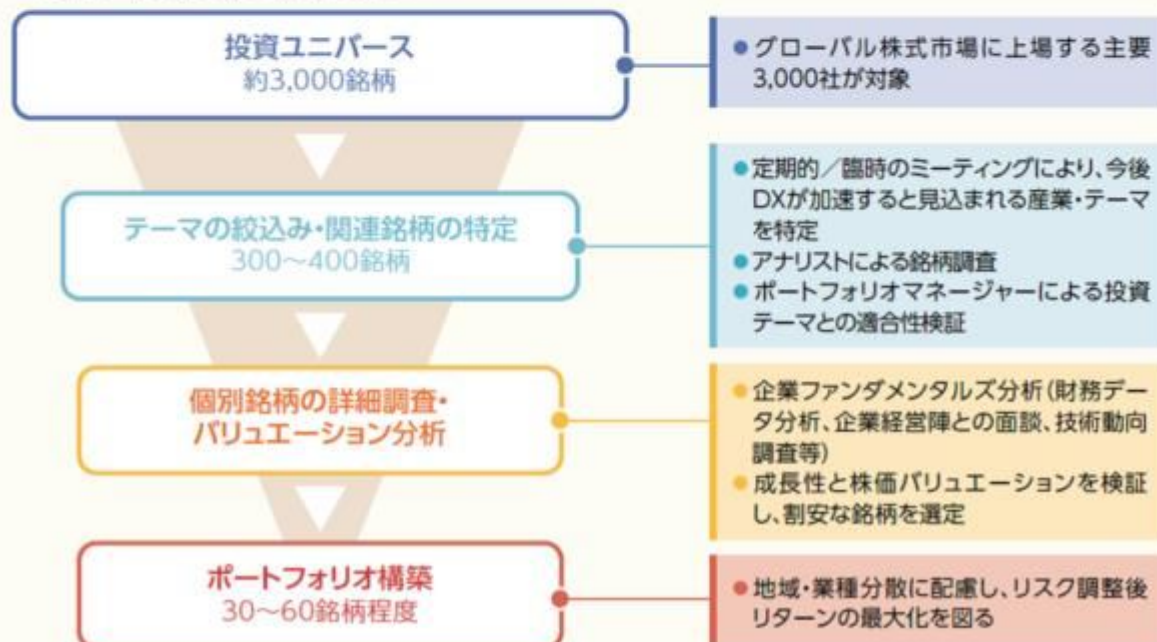 投資ユニバース
約3,000銘柄
●グローバル株式市場に上場する主要
3,000社が対象
テーマの絞込み・関連銘柄の特定
300～400銘柄
●定期的／臨時のミーティングにより、今後
DXが加速すると見込まれる産業・テーマ
を特定
●アナリストによる銘柄調査
●ポートフォリオマネージャーによる投資
テーマとの適合性検証
個別銘柄の詳細調査・
バリュエーション分析
●企業ファンダメンタルズ分析(財務デー
タ分析、企業経営陣との面談、技術動向
調査等)
●成長性と株価バリュエーションを検証
し、割安な銘柄を選定
ポートフォリオ構築
30～60銘柄程度
●地域・業種分散に配慮し、リスク調整後
リターンの最大化を図る